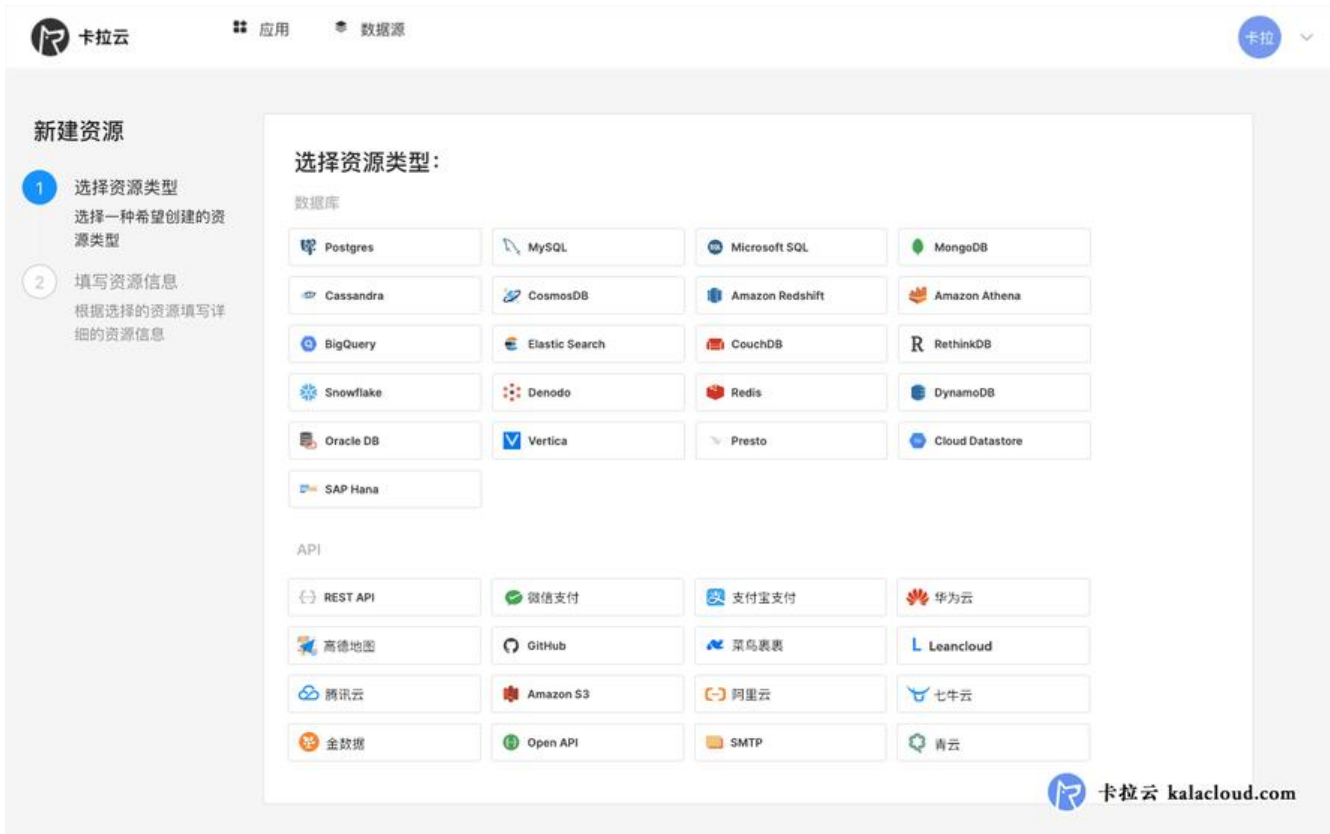 卡拉云
应用
数据源
卡拉
新建资源
1
选择资源类型
选择一种希望创建的资
源类型
2
填写资源信息
根据选择的资源填写详
细的资源信息
选择资源类型：
数据库
Postgres
MySQL
Microsoft SQL
MongoDB
Cassandra
CosmosDB
Amazon Redshift
Amazon Athena
BigQuery
Elastic Search
CouchDB
RethinkDB
Snowflake
Denodo
Redis
DynamoDB
Oracle DB
Vertica
Presto
Cloud Datastore
SAP Hana
API
REST API
微信支付
支付宝支付
华为云
高德地图
GitHub
菜鸟裹裹
Leancloud
腾讯云
Amazon S3
阿里云
七牛云
金数据
Open API
SMTP
青云
卡拉云 kalacloud.com